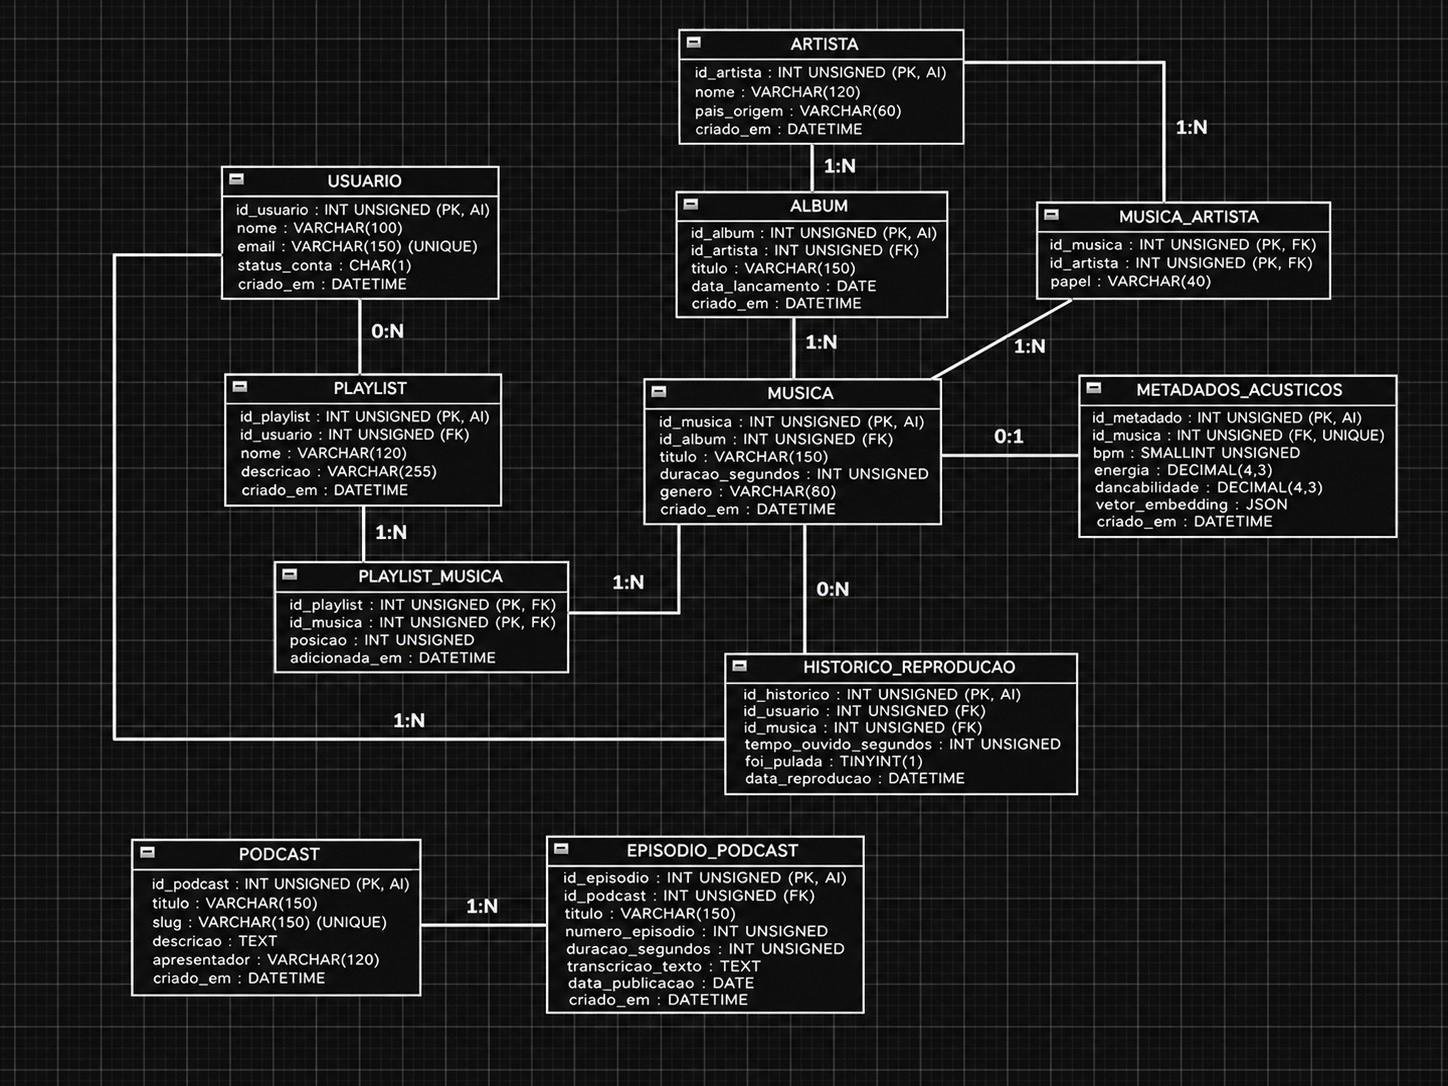 ARTISTA
id_artista : INT UNSIGNED (PK, AI)
nome : VARCHAR(120)
pais_origem : VARCHAR(60)
criado_em : DATETIME
1:N
1:N
USUARIO
id_usuario : INT UNSIGNED (PK, AI)
nome : VARCHAR(100)
email : VARCHAR(150) (UNIQUE)
status_conta : CHAR(1)
criado_em : DATETIME
ALBUM
id_album : INT UNSIGNED (PK, AI)
id_artista : INT UNSIGNED (FK)
titulo : VARCHAR(150)
data_lancamento : DATE
criado_em : DATETIME
MUSICA_ARTISTA
id_musica : INT UNSIGNED (PK, FK)
id_artista : INT UNSIGNED (PK, FK)
papel : VARCHAR(40)
0:N
1:N
1:N
PLAYLIST
id_playlist : INT UNSIGNED (PK, AI)
id_usuario : INT UNSIGNED (FK)
nome : VARCHAR(120)
descricao : VARCHAR(255)
criado_em : DATETIME
MUSICA
id_musica : INT UNSIGNED (PK, AI)
id_album : INT UNSIGNED (FK)
titulo : VARCHAR(150)
duracao_segundos : INT UNSIGNED
genero : VARCHAR(60)
criado_em : DATETIME
0:1
METADADOS_ACUSTICOS
id_metadado : INT UNSIGNED (PK, AI)
id_musica : INT UNSIGNED (FK, UNIQUE)
bpm : SMALLINT UNSIGNED
energia : DECIMAL(4,3)
dancabilidade : DECIMAL(4,3)
vetor_embedding : JSON
criado_em : DATETIME
1:N
PLAYLIST_MUSICA
id_playlist : INT UNSIGNED (PK, FK)
id_musica : INT UNSIGNED (PK, FK)
posicao : INT UNSIGNED
adicionada_em : DATETIME
1:N
0:N
HISTORICO_REPRODUCAO
id_historico : INT UNSIGNED (PK, AI)
id_usuario : INT UNSIGNED (FK)
id_musica : INT UNSIGNED (FK)
tempo_ouvido_segundos : INT UNSIGNED
foi_pulada : TINYINT(1)
data_reproducao : DATETIME
1:N
PODCAST
id_podcast : INT UNSIGNED (PK, AI)
titulo : VARCHAR(150)
slug : VARCHAR(150) (UNIQUE)
descricao : TEXT
apresentador : VARCHAR(120)
criado_em : DATETIME
1:N
EPISODIO_PODCAST
id_episodio : INT UNSIGNED (PK, AI)
id_podcast : INT UNSIGNED (FK)
titulo : VARCHAR(150)
numero_episodio : INT UNSIGNED
duracao_segundos : INT UNSIGNED
transcricao_texto : TEXT
data_publicacao : DATE
criado_em : DATETIME